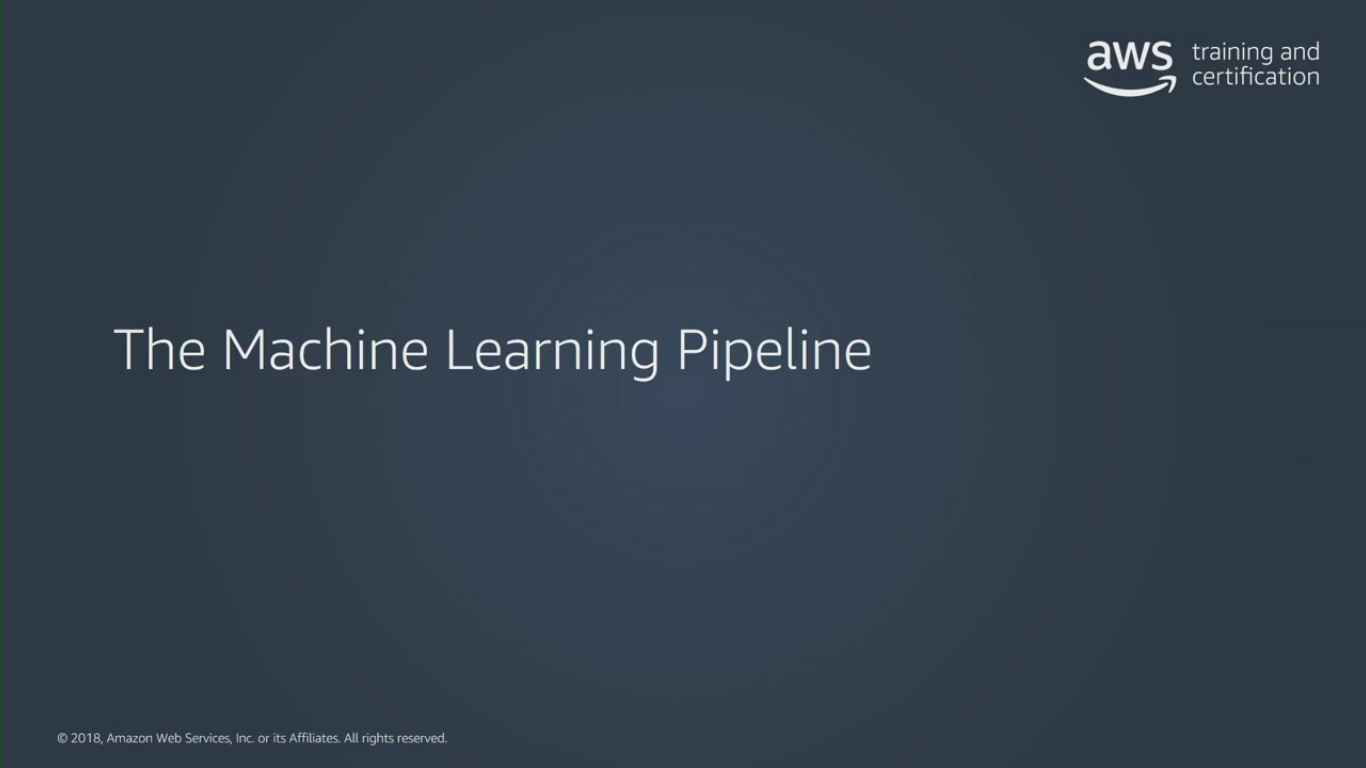 aws training and
certification
The Machine Learning Pipeline
© 2018, Amazon Web Services, Inc. or its Affiliates. All rights reserved.